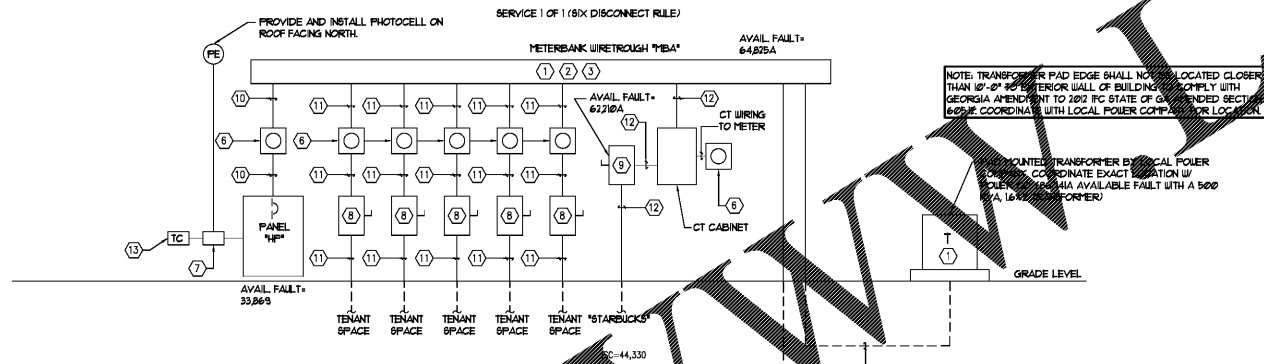 SERVICE 1 OF 1 (SIX DISCONNECT RULE)
PROVIDE AND INSTALL PHOTOCELL ON
ROOF FACING NORTH.
PE
METERBANK WIRETROUGH "MBA"
AVAIL. FAULT=
64,825A
1 2 3
NOTE: TRANSFORMER PAD EDGE SHALL NOT BE LOCATED CLOSER
THAN 10'-0" TO EXTERIOR WALL OF BUILDING TO COMPLY WITH
GEORGIA AMENDMENT TO 2012 IFC STATE OF GA AMENDED SECTION
COORDINATE WITH LOCAL POWER COMPANY FOR LOCATION.
10 11 11 11 11 11 12
AVAIL. FAULT=
62,210A
12
CT WIRING
TO METER
6 6
9
PAD MOUNTED TRANSFORMER BY LOCAL POWER
COMPANY. COORDINATE EXACT LOCATION W/
POWER AVAILABLE FAULT WITH A 500
KVA, TRANSFORMER)
10 11 11 11 11 11
12 6
PANEL
"HP"
8 8 8 8 8
CT CABINET
13 TC
7
11 11 11 11 11
1
GRADE LEVEL
AVAIL. FAULT=
33,869
TENANT
SPACE
TENANT
SPACE
TENANT
SPACE
TENANT
SPACE
TENANT
SPACE
"STARBUCKS"
SC=44,330
WWW.